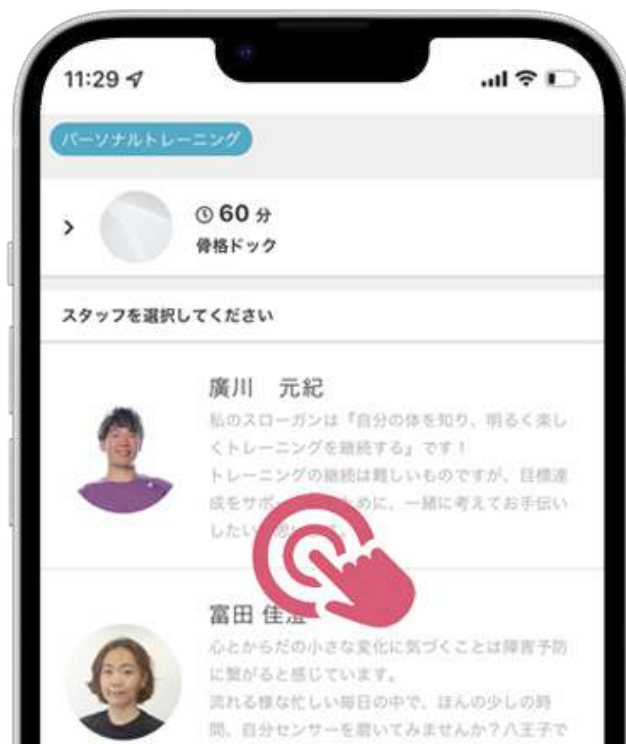 11:29
パーソナルトレーニング
60 分
骨格ドック
スタッフを選択してください
廣川　元紀
私のスローガンは『自分の体を知り、明るく楽し
くトレーニングを継続する』です！
トレーニングの継続は難しいものですが、目標達
成をサポ めに、一緒に考えてお手伝い
したい
富田 佳
心とからだの小さな変化に気づくことは障害予防
に繋がると感じています。
流れる様な忙しい毎日の中で、ほんの少しの時
間、自分センサーを磨いてみませんか？八王子で